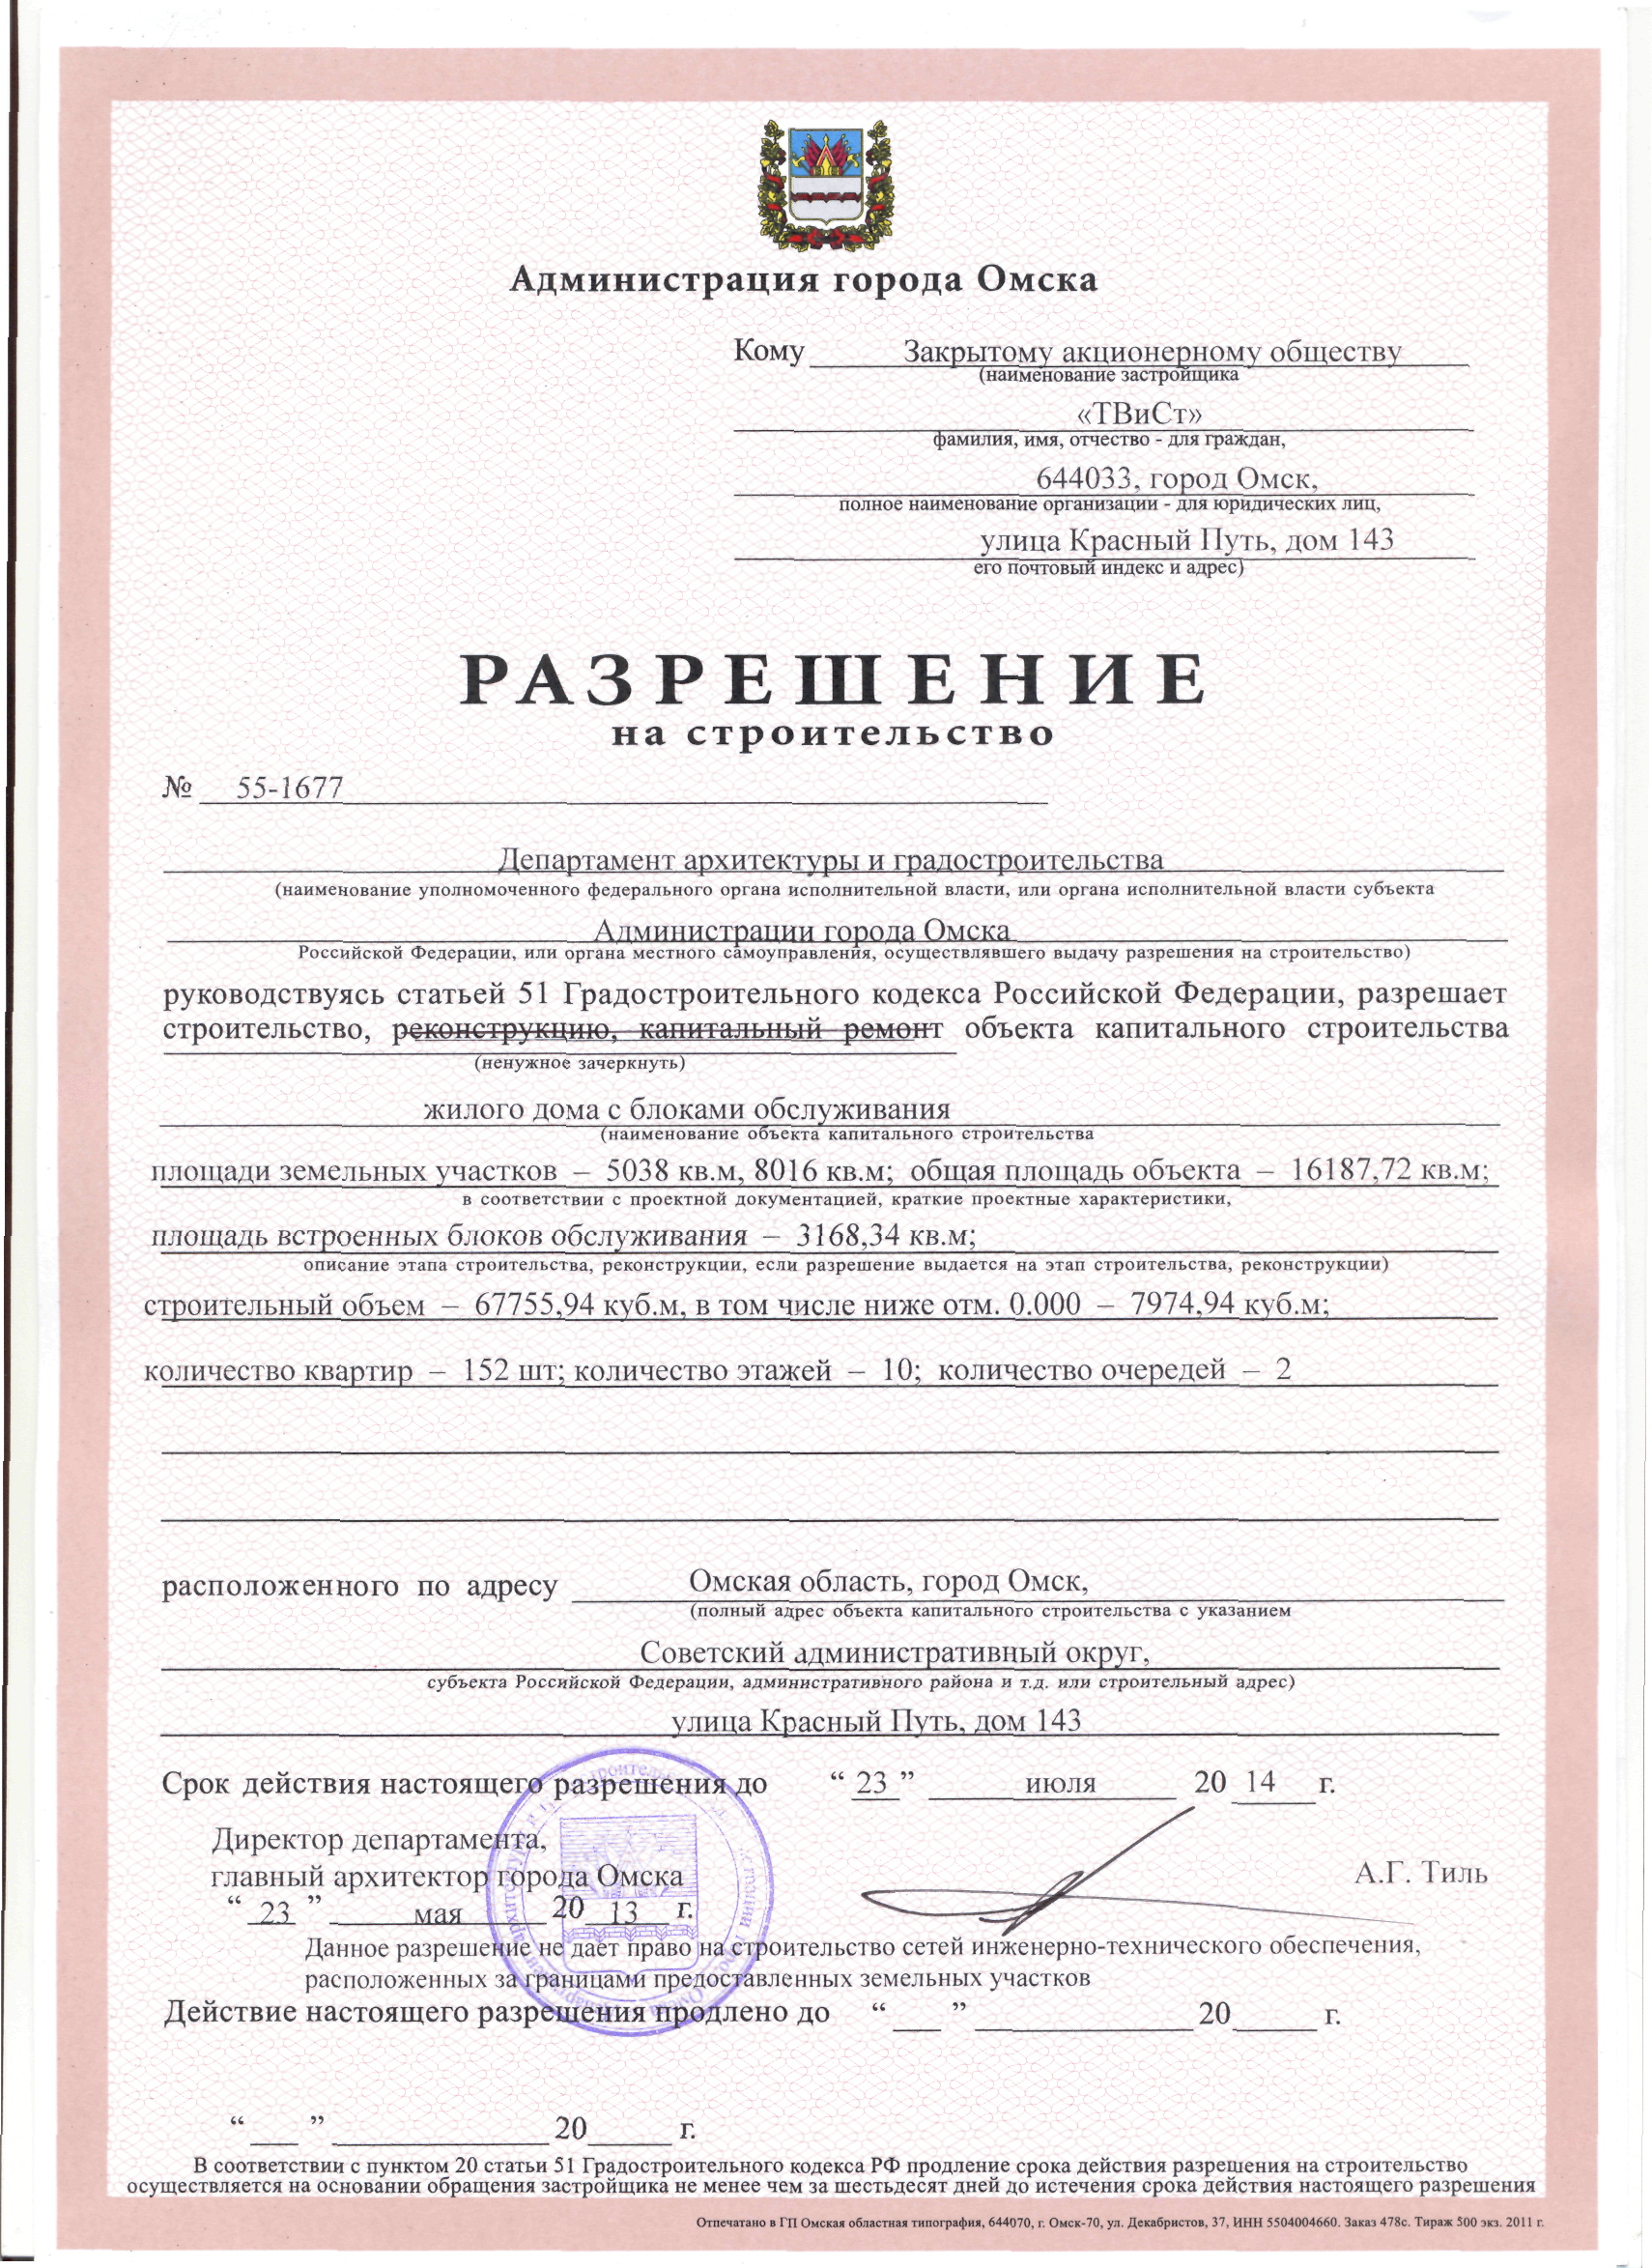 Администрация города Омска
Кому Закрытому акционерному обществу
(наименование застройщика
«ТВиСт»
фамилия, имя, отчество - для граждан,
644033, город Омск,
полное наименование организации - для юридических лиц,
улица Красный Путь, дом 143
его почтовый индекс и адрес)
РАЗРЕШЕНИЕ
на строительство
№ 55-1677
Департамент архитектуры и градостроительства
(наименование уполномоченного федерального органа исполнительной власти, или органа исполнительной власти субъекта
Администрации города Омска
Российской Федерации, или органа местного самоуправления, осуществлявшего выдачу разрешения на строительство)
руководствуясь статьей 51 Градостроительного кодекса Российской Федерации, разрешает
строительство, реконструкцию, капитальный ремонт объекта капитального строительства
(ненужное зачеркнуть)
жилого дома с блоками обслуживания
(наименование объекта капитального строительства
площади земельных участков – 5038 кв.м, 8016 кв.м; общая площадь объекта – 16187,72 кв.м;
в соответствии с проектной документацией, краткие проектные характеристики,
площадь встроенных блоков обслуживания – 3168,34 кв.м;
описание этапа строительства, реконструкции, если разрешение выдается на этап строительства, реконструкции)
строительный объем – 67755,94 куб.м, в том числе ниже отм. 0.000 – 7974,94 куб.м;
количество квартир – 152 шт; количество этажей – 10; количество очередей – 2
расположенного по адресу Омская область, город Омск,
(полный адрес объекта капитального строительства с указанием
Советский административный округ,
субъекта Российской Федерации, административного района и т.д. или строительный адрес)
улица Красный Путь, дом 143
Срок действия настоящего разрешения до “ 23 ” июля 20 14 г.
Директор департамента,
главный архитектор города Омска А.Г. Тиль
“ 23 ” мая 20 13 г.
Данное разрешение не дает право на строительство сетей инженерно-технического обеспечения,
расположенных за границами предоставленных земельных участков
Действие настоящего разрешения продлено до “ ___ ” ______ 20 ___ г.
“ ___ ” ______ 20 ___ г.
В соответствии с пунктом 20 статьи 51 Градостроительного кодекса РФ продление срока действия разрешения на строительство
осуществляется на основании обращения застройщика не менее чем за шестьдесят дней до истечения срока действия настоящего разрешения
Отпечатано в ГП Омская областная типография, 644070, г. Омск-70, ул. Декабристов, 37, ИНН 5504004660. Заказ 478с. Тираж 500 экз. 2011 г.